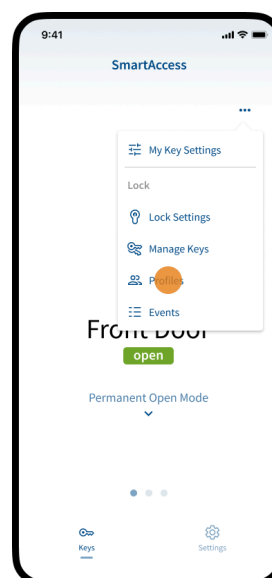 9:41
SmartAccess
My Key Settings
Lock
Lock Settings
Manage Keys
Profiles
Events
Front Door
open
Permanent Open Mode
Keys
Settings